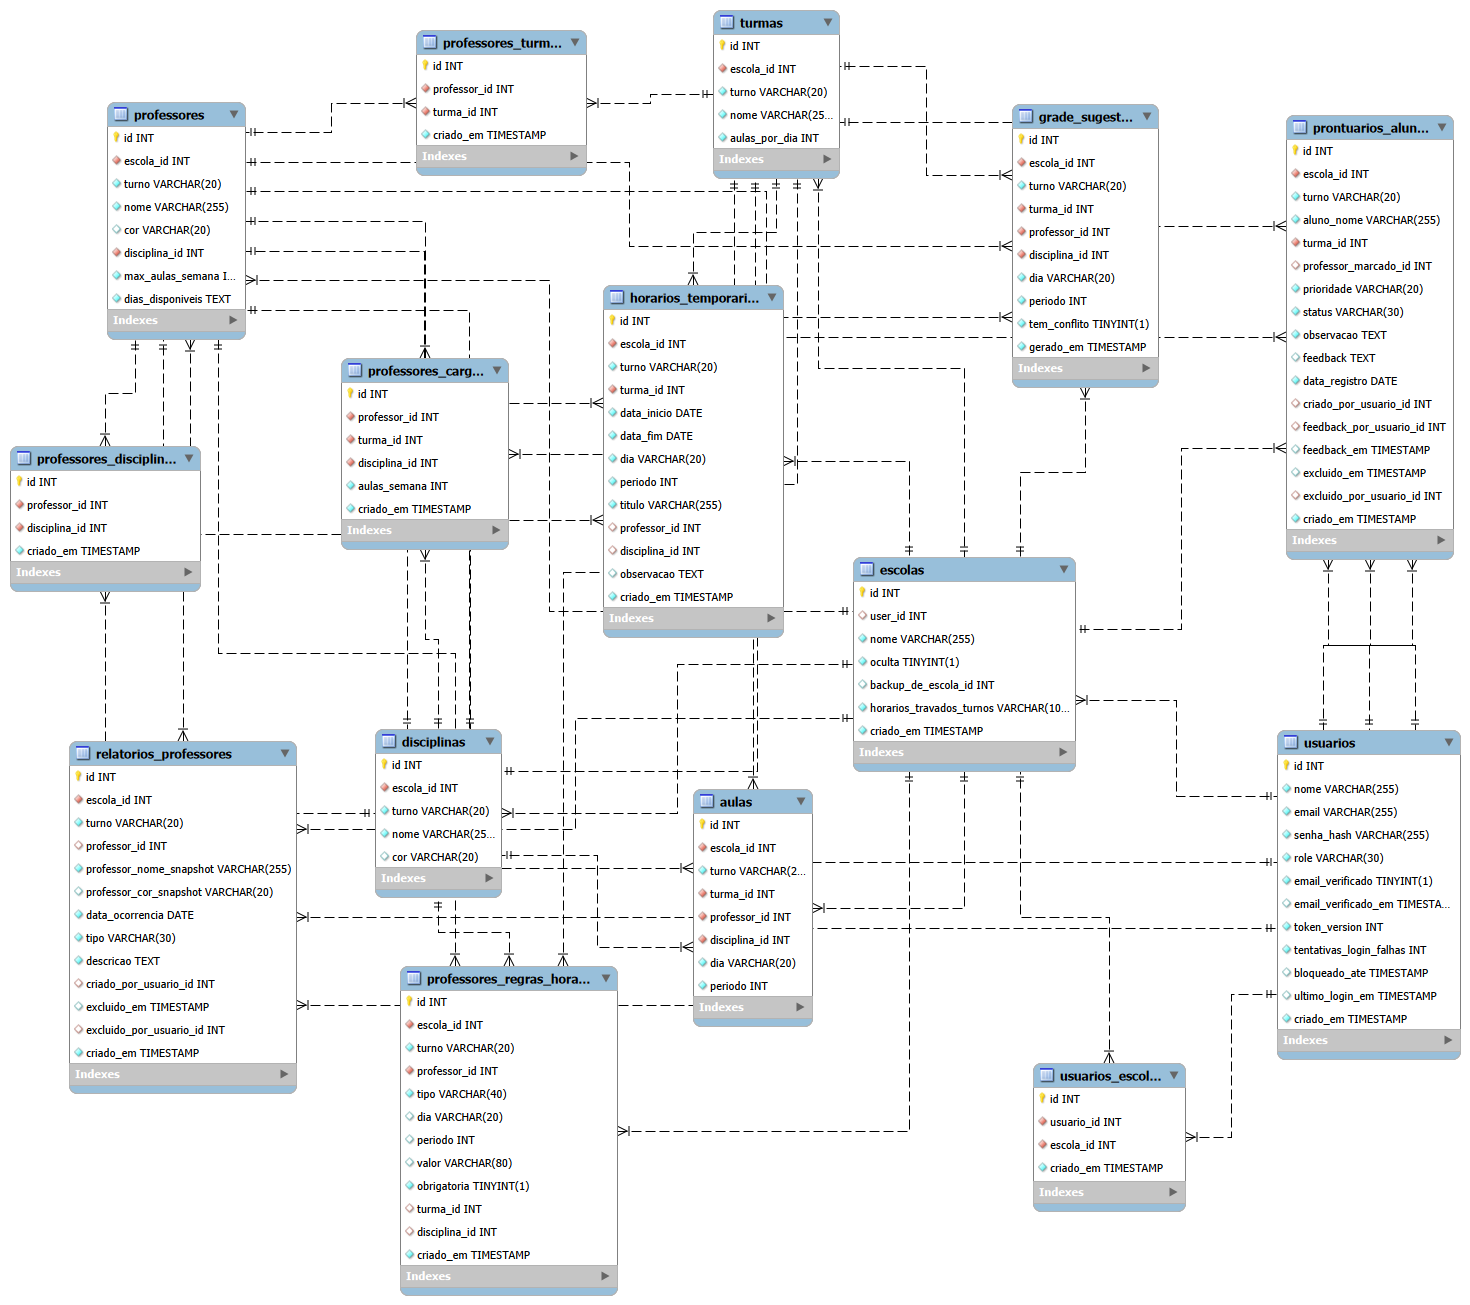 professores_turm...
id INT
professor_id INT
turma_id INT
criado_em TIMESTAMP
Indexes
turmas
id INT
escola_id INT
turno VARCHAR(20)
nome VARCHAR(25...
aulas_por_dia INT
Indexes
professores
id INT
escola_id INT
turno VARCHAR(20)
nome VARCHAR(255)
cor VARCHAR(20)
disciplina_id INT
max_aulas_semana I...
dias_disponiveis TEXT
Indexes
grade_sugest...
id INT
escola_id INT
turno VARCHAR(20)
turma_id INT
professor_id INT
disciplina_id INT
dia VARCHAR(20)
periodo INT
tem_conflito TINYINT(1)
gerado_em TIMESTAMP
Indexes
prontuarios_alun...
id INT
escola_id INT
turno VARCHAR(20)
aluno_nome VARCHAR(255)
turma_id INT
professor_marcado_id INT
prioridade VARCHAR(20)
status VARCHAR(30)
observacao TEXT
feedback TEXT
data_registro DATE
criado_por_usuario_id INT
feedback_por_usuario_id INT
feedback_em TIMESTAMP
excluido_em TIMESTAMP
excluido_por_usuario_id INT
criado_em TIMESTAMP
Indexes
horarios_temporari...
id INT
escola_id INT
turno VARCHAR(20)
turma_id INT
data_inicio DATE
data_fim DATE
dia VARCHAR(20)
periodo INT
titulo VARCHAR(255)
professor_id INT
disciplina_id INT
observacao TEXT
criado_em TIMESTAMP
Indexes
professores_carg...
id INT
professor_id INT
turma_id INT
disciplina_id INT
aulas_semana INT
criado_em TIMESTAMP
Indexes
professores_disciplin...
id INT
professor_id INT
disciplina_id INT
criado_em TIMESTAMP
Indexes
escolas
id INT
user_id INT
nome VARCHAR(255)
oculta TINYINT(1)
backup_de_escola_id INT
horarios_travados_turnos VARCHAR(10...
criado_em TIMESTAMP
Indexes
relatorios_professores
id INT
escola_id INT
turno VARCHAR(20)
professor_id INT
professor_nome_snapshot VARCHAR(255)
professor_cor_snapshot VARCHAR(20)
data_ocorrencia DATE
tipo VARCHAR(30)
descricao TEXT
criado_por_usuario_id INT
excluido_em TIMESTAMP
excluido_por_usuario_id INT
criado_em TIMESTAMP
Indexes
disciplinas
id INT
escola_id INT
turno VARCHAR(20)
nome VARCHAR(25...
cor VARCHAR(20)
Indexes
aulas
id INT
escola_id INT
turno VARCHAR(2...
turma_id INT
professor_id INT
disciplina_id INT
dia VARCHAR(20)
periodo INT
Indexes
usuarios
id INT
nome VARCHAR(255)
email VARCHAR(255)
senha_hash VARCHAR(255)
role VARCHAR(30)
email_verificado TINYINT(1)
email_verificado_em TIMESTA...
token_version INT
tentativas_login_falhas INT
bloqueado_ate TIMESTAMP
ultimo_login_em TIMESTAMP
criado_em TIMESTAMP
Indexes
professores_regras_hora...
id INT
escola_id INT
turno VARCHAR(20)
professor_id INT
tipo VARCHAR(40)
dia VARCHAR(20)
periodo INT
valor VARCHAR(80)
obrigatoria TINYINT(1)
turma_id INT
disciplina_id INT
criado_em TIMESTAMP
Indexes
usuarios_escol...
id INT
usuario_id INT
escola_id INT
criado_em TIMESTAMP
Indexes